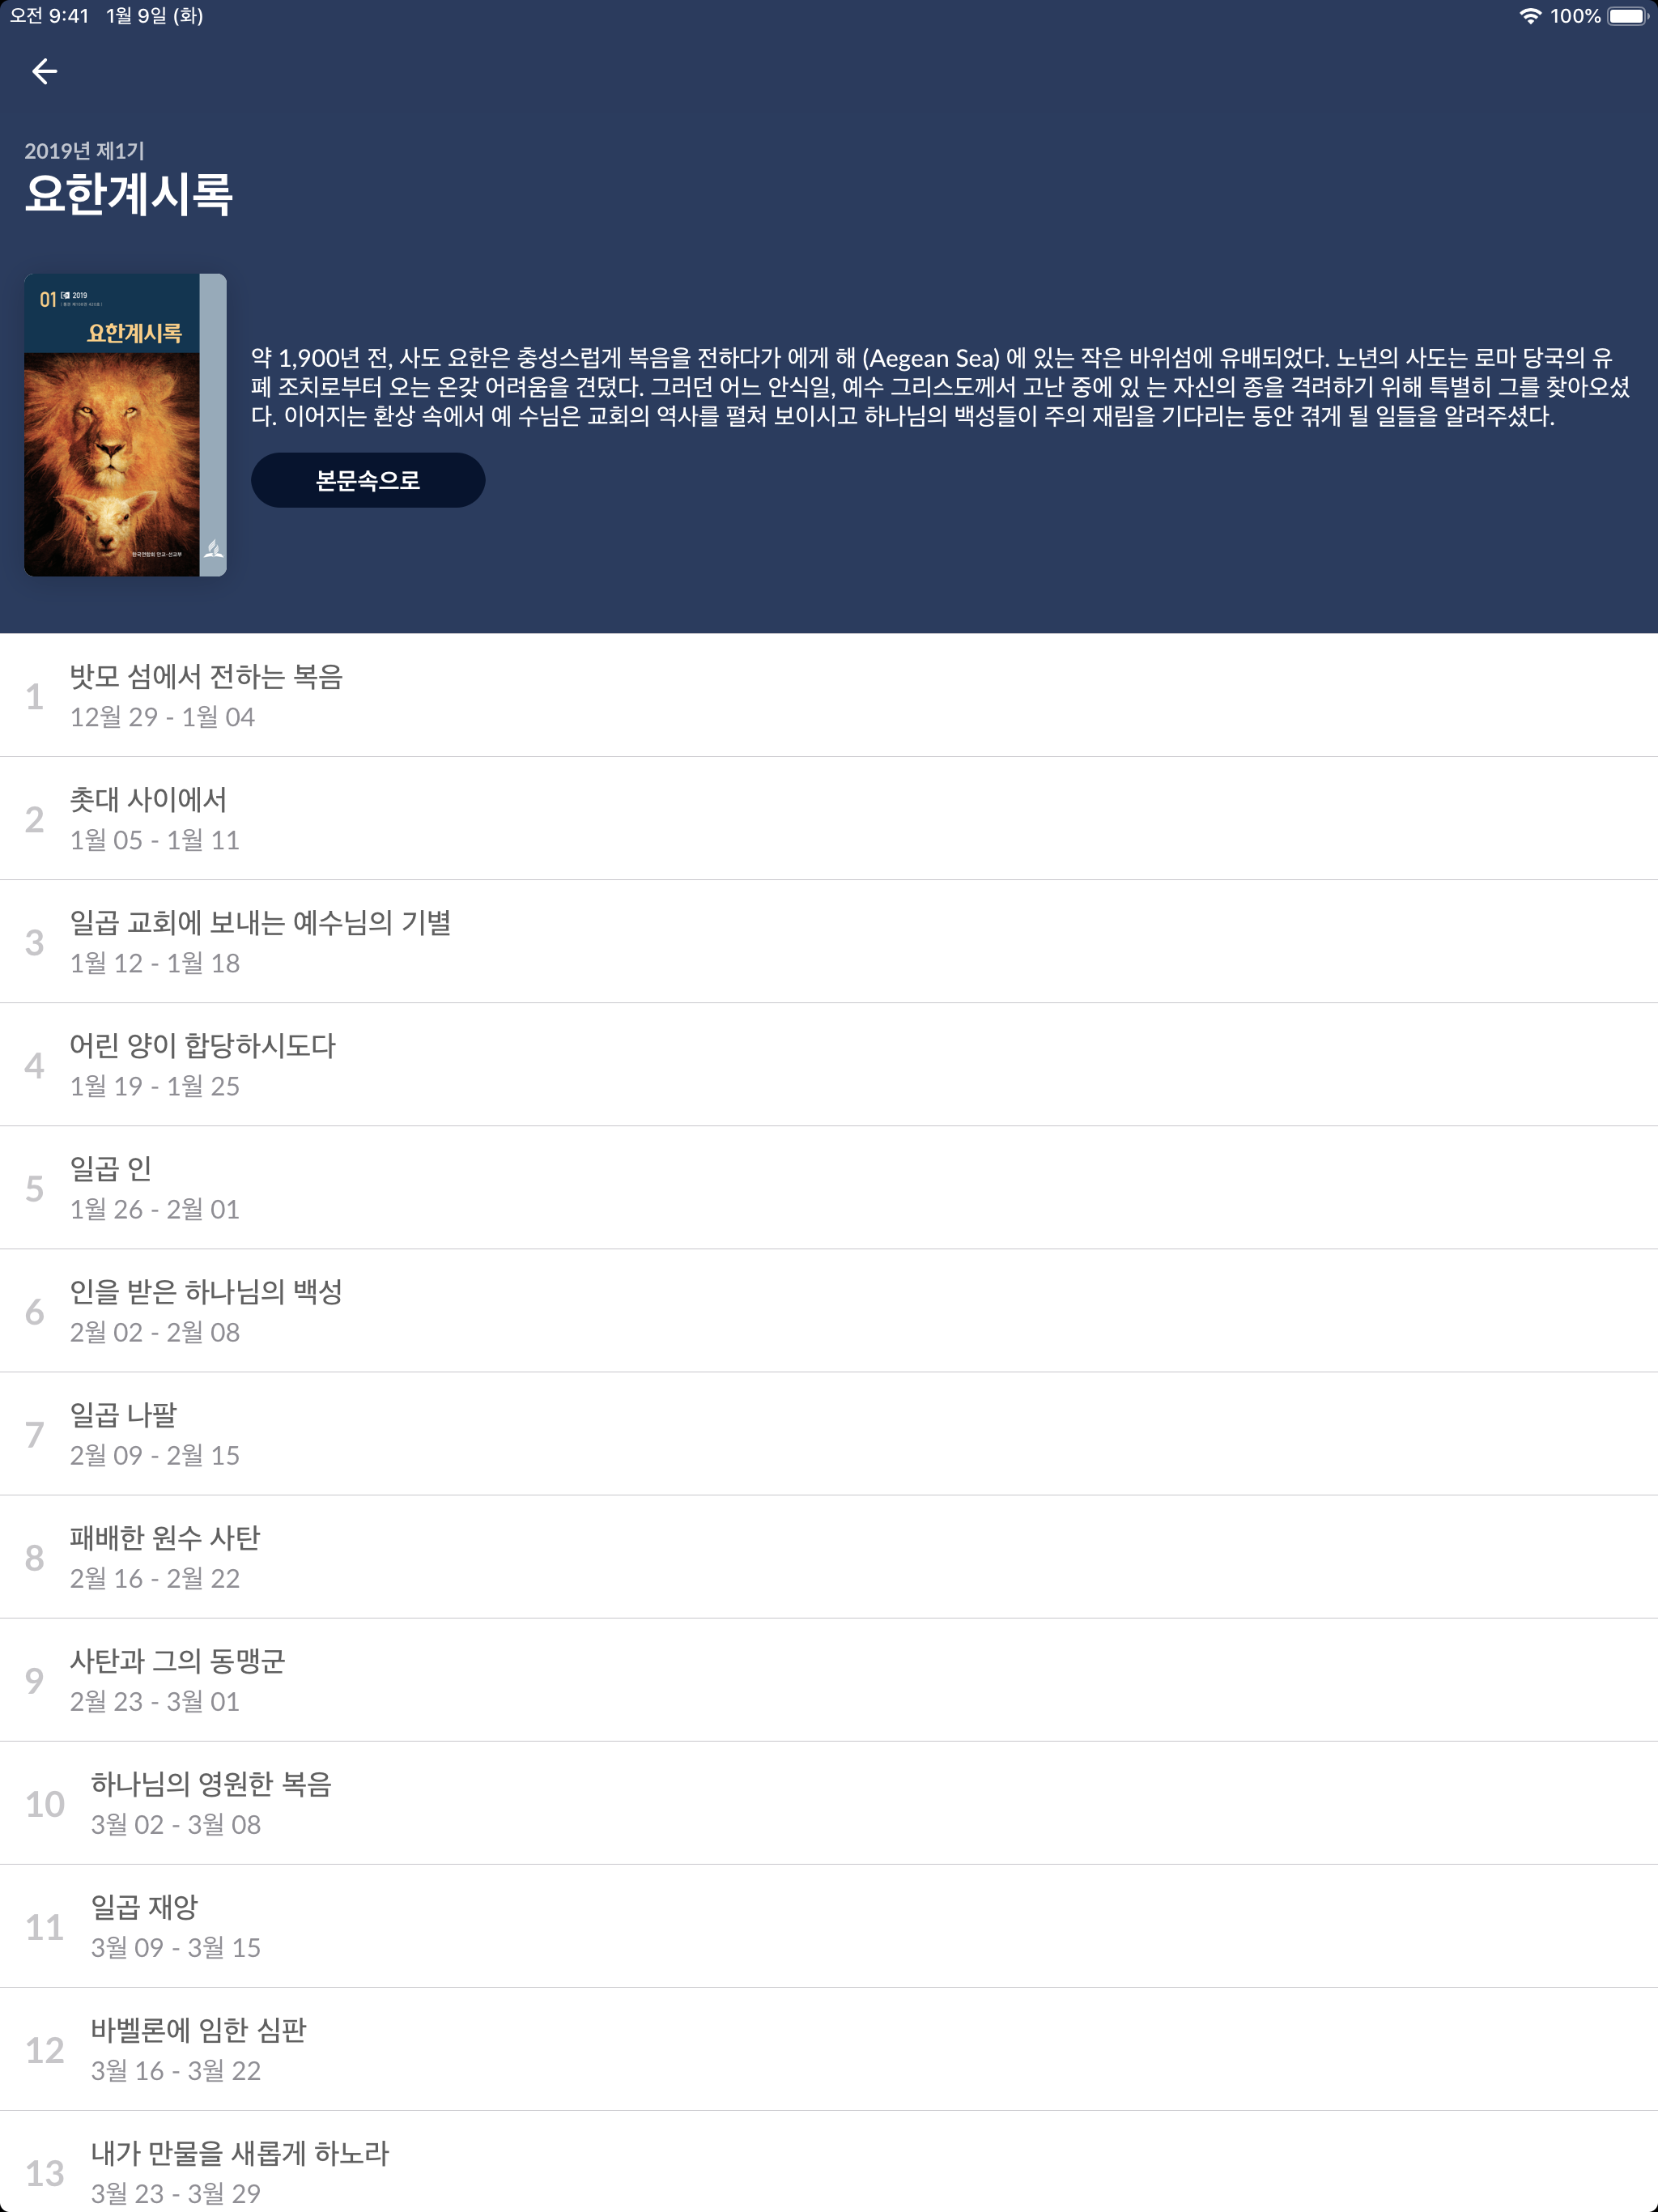 오전 9:41 1월 9일 (화) 100%
2019년 제1기
요한계시록
01 2019
요한계시록
한국연합회 안교·선교부
약 1,900년 전, 사도 요한은 충성스럽게 복음을 전하다가 에게 해 (Aegean Sea) 에 있는 작은 바위섬에 유배되었다. 노년의 사도는 로마 당국의 유
폐 조치로부터 오는 온갖 어려움을 견뎠다. 그러던 어느 안식일, 예수 그리스도께서 고난 중에 있 는 자신의 종을 격려하기 위해 특별히 그를 찾아오셨
다. 이어지는 환상 속에서 예 수님은 교회의 역사를 펼쳐 보이시고 하나님의 백성들이 주의 재림을 기다리는 동안 겪게 될 일들을 알려주셨다.
본문속으로
1 밧모 섬에서 전하는 복음
12월 29 - 1월 04
2 촛대 사이에서
1월 05 - 1월 11
3 일곱 교회에 보내는 예수님의 기별
1월 12 - 1월 18
4 어린 양이 합당하시도다
1월 19 - 1월 25
5 일곱 인
1월 26 - 2월 01
6 인을 받은 하나님의 백성
2월 02 - 2월 08
7 일곱 나팔
2월 09 - 2월 15
8 패배한 원수 사탄
2월 16 - 2월 22
9 사탄과 그의 동맹군
2월 23 - 3월 01
10 하나님의 영원한 복음
3월 02 - 3월 08
11 일곱 재앙
3월 09 - 3월 15
12 바벨론에 임한 심판
3월 16 - 3월 22
13 내가 만물을 새롭게 하노라
3월 23 - 3월 29